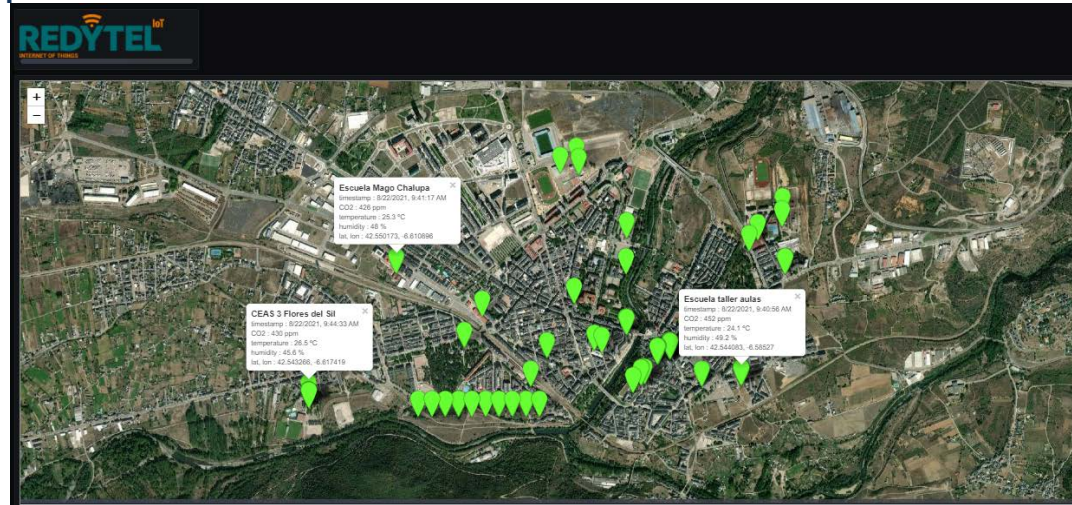 REDYTEL IoT
INTERNET OF THINGS
+
−
Escuela Mago Chalupa ×
timestamp : 8/22/2021, 9:41:17 AM
CO2 : 426 ppm
temperature : 25.3 ºC
humidity : 48 %
lat, lon : 42.550173, -6.610896
CEAS 3 Flores del Sil ×
timestamp : 8/22/2021, 9:44:33 AM
CO2 : 430 ppm
temperature : 26.5 ºC
humidity : 45.6 %
lat, lon : 42.543266, -6.617419
Escuela taller aulas ×
timestamp : 8/22/2021, 9:40:56 AM
CO2 : 452 ppm
temperature : 24.1 ºC
humidity : 49.2 %
lat, lon : 42.544083, -6.58527